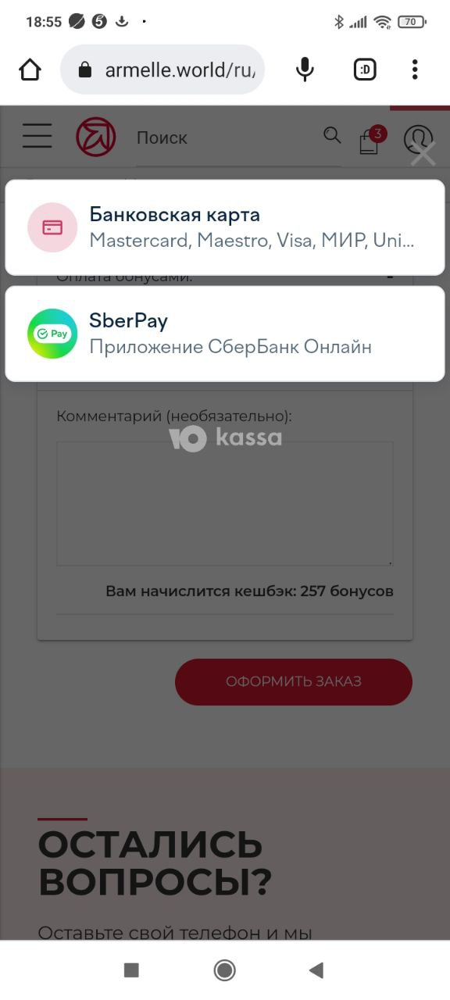 18:55
5
70
armelle.world/ru/
:D
Поиск
3
Банковская карта
Mastercard, Maestro, Visa, МИР, Uni...
Оплата бонусами:
SberPay
Pay
Приложение СберБанк Онлайн
Комментарий (необязательно):
Ю kassa
Вам начислится кешбэк: 257 бонусов
ОФОРМИТЬ ЗАКАЗ
ОСТАЛИСЬ
ВОПРОСЫ?
Оставьте свой телефон и мы